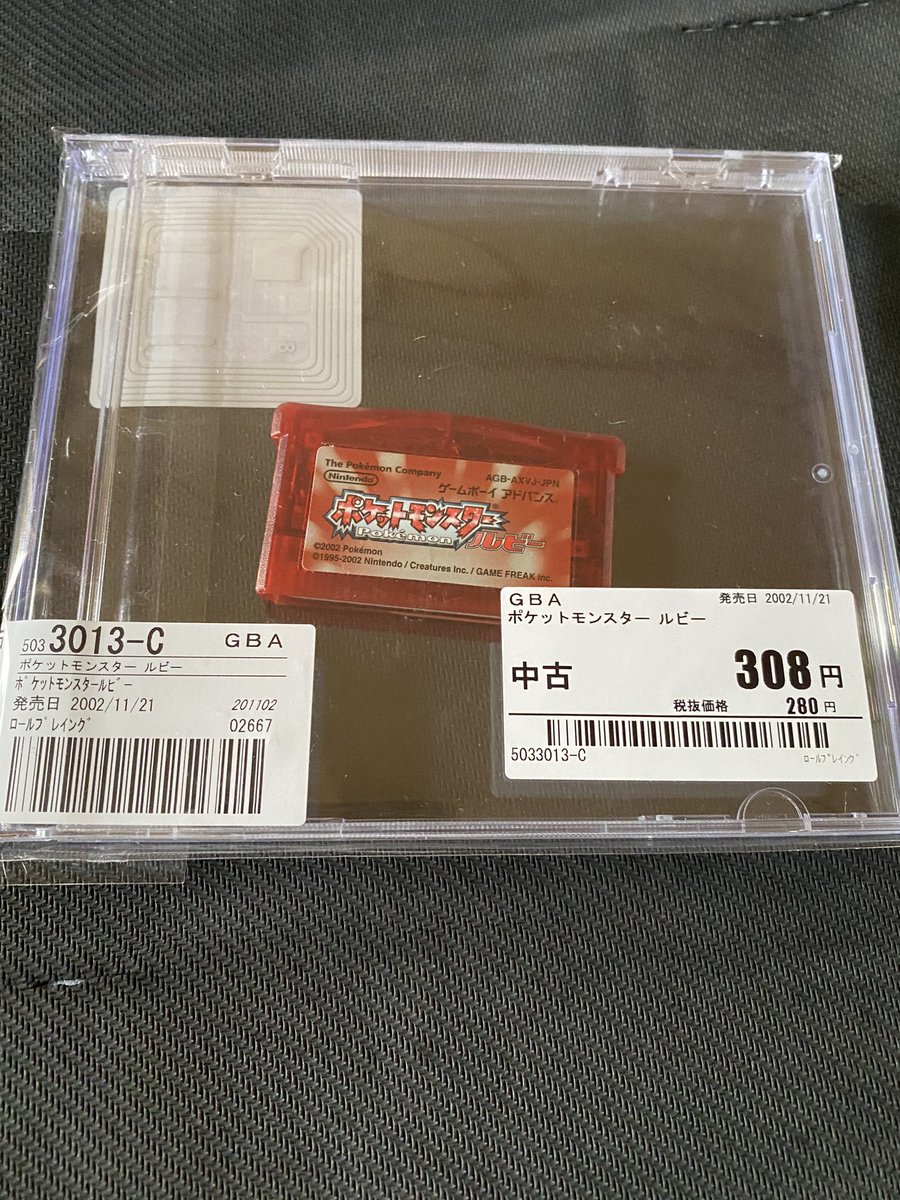 The Pokémon Company
Nintendo
AGB-AXVJ-JPN
ゲームボーイ アドバンス
ポケットモンスター
Pokémon
ルビー
©2002 Pokémon
©1995-2002 Nintendo / Creatures Inc. / GAME FREAK Inc.
503 3013-C GBA
ポケットモンスター ルビー
ﾎﾟｹｯﾄﾓﾝｽﾀｰﾙﾋﾞｰ
発売日 2002/11/21 201102
ﾛｰﾙﾌﾟﾚｲﾝｸﾞ 02667
GBA 発売日 2002/11/21
ポケットモンスター ルビー
中古 308円
税抜価格 280円
5033013-C ﾛｰﾙﾌﾟﾚｲﾝｸﾞ
8